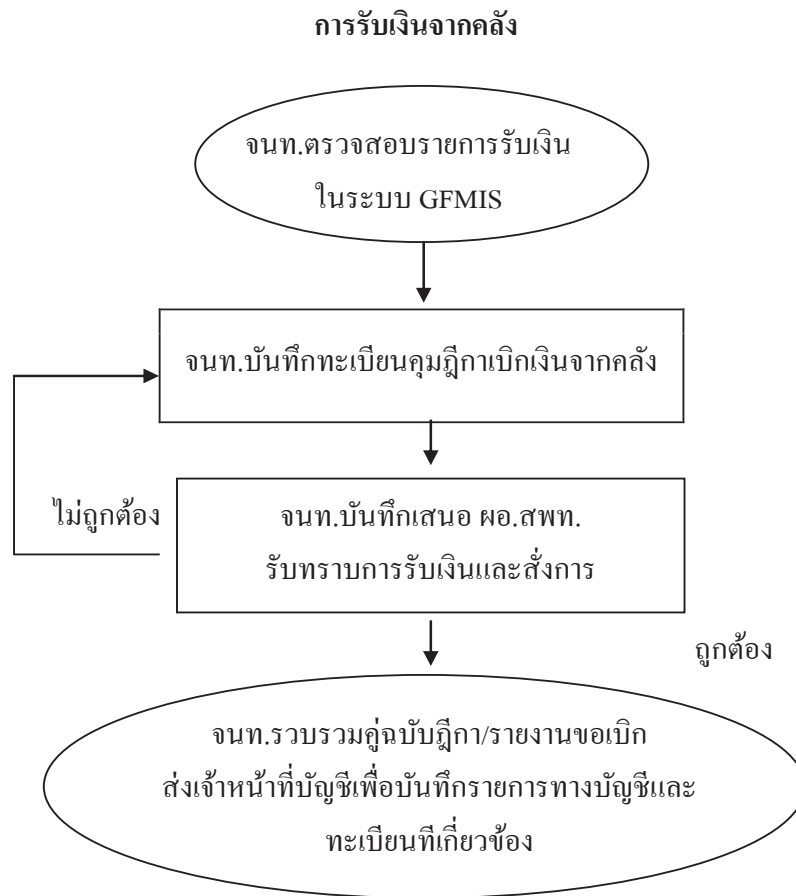 การรับเงินจากคลัง
จนท.ตรวจสอบรายการรับเงิน
ในระบบ GFMIS
จนท.บันทึกทะเบียนคุมฎีกาเบิกเงินจากคลัง
ไม่ถูกต้อง
จนท.บันทึกเสนอ ผอ.สพท.
รับทราบการรับเงินและสั่งการ
ถูกต้อง
จนท.รวบรวมคู่ฉบับฎีกา/รายงานขอเบิก
ส่งเจ้าหน้าที่บัญชีเพื่อบันทึกรายการทางบัญชีและ
ทะเบียนทีเกี่ยวข้อง